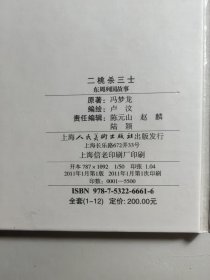 二桃杀三士
东周列国故事
原著：冯梦龙
编绘：卢汶
责任编辑：陈元山 赵麟
陆颖
上海人民美术出版社出版发行
上海长乐路672弄33号
上海信老印刷厂印刷
开本787×1092 1/50 印张：1.04
2011年1月第1版 2011年1月第1次印刷
印数：0001-5500
ISBN 978-7-5322-6661-6
全套(1-12) 定价：200.00元